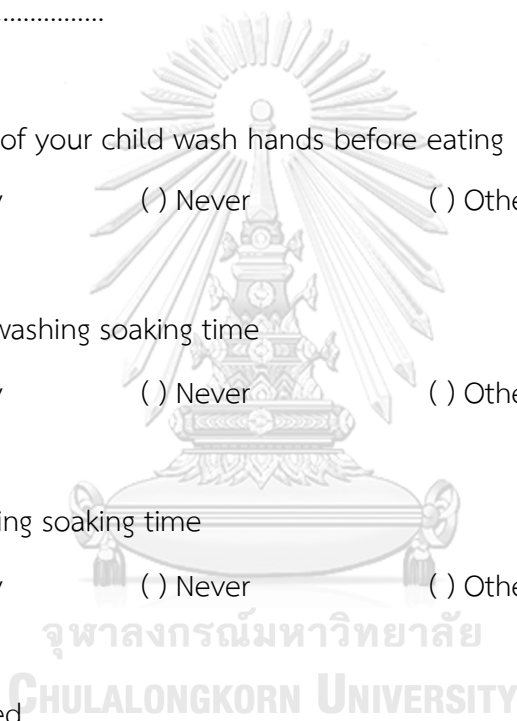 ................
of your child wash hands before eating
( ) Never ( ) Othe
washing soaking time
( ) Never ( ) Othe
ing soaking time
( ) Never ( ) Othe
จุฬาลงกรณ์มหาวิทยาลัย
CHULALONGKORN UNIVERSITY
ed